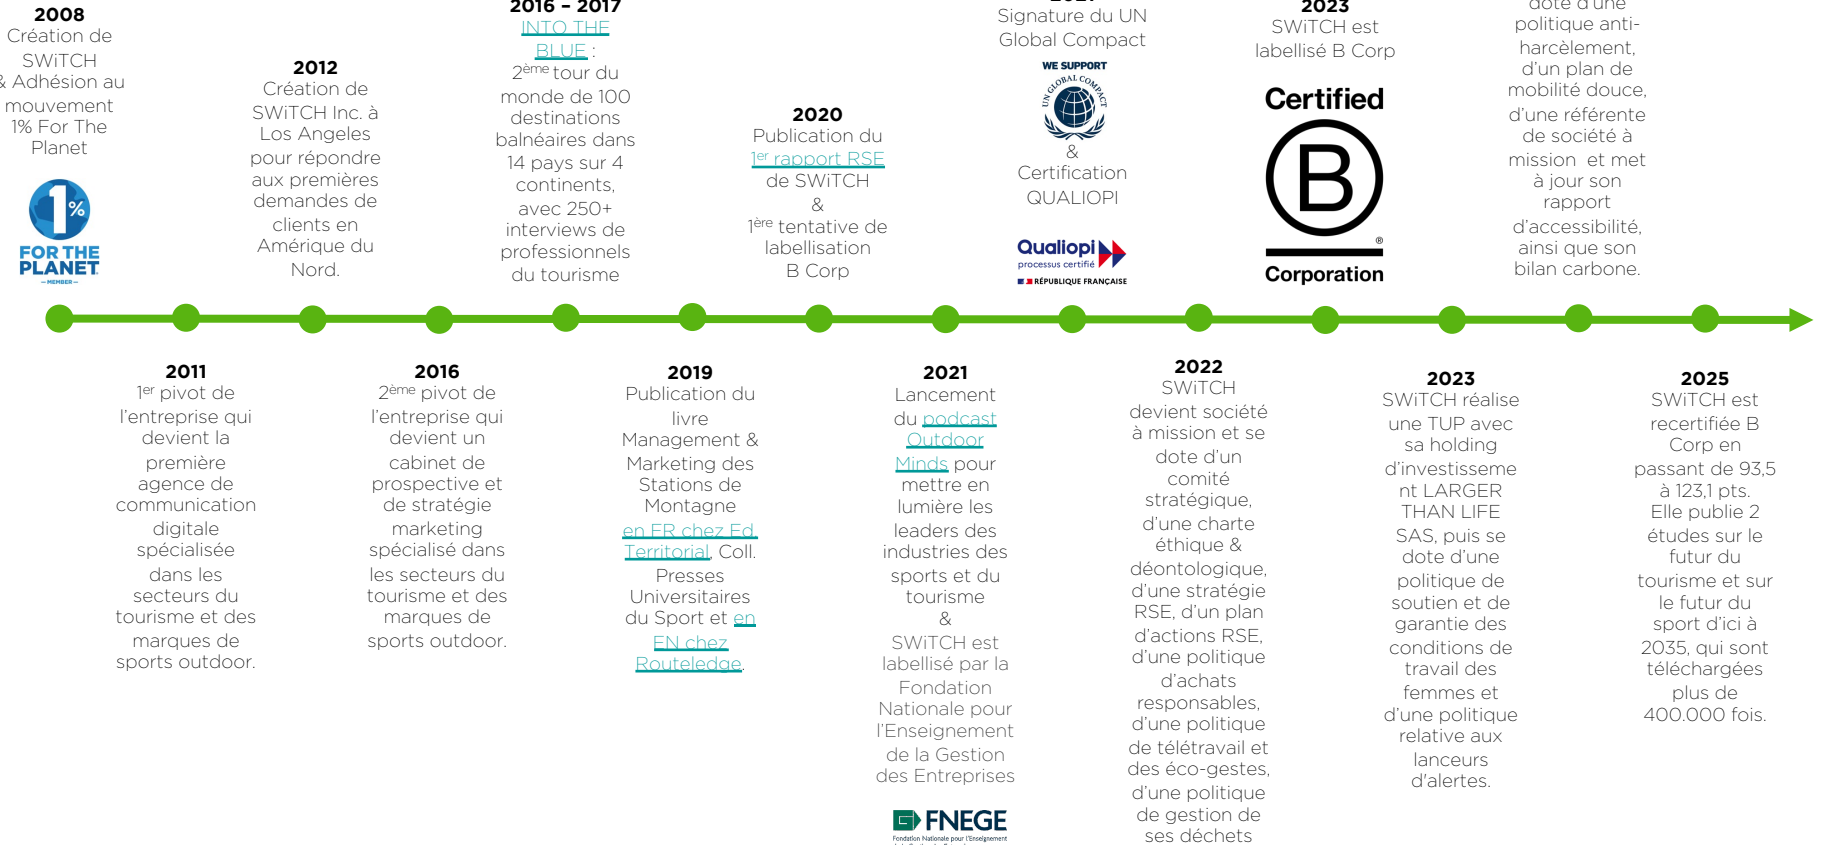 2008
Création de
SWiTCH
& Adhésion au
mouvement
1% For The
Planet
1%
FOR THE
PLANET
MEMBER
2011
1er pivot de
l'entreprise qui
devient la
première
agence de
communication
digitale
spécialisée
dans les
secteurs du
tourisme et des
marques de
sports outdoor.
2012
Création de
SWiTCH Inc. à
Los Angeles
pour répondre
aux premières
demandes de
clients en
Amérique du
Nord.
2016
2ème pivot de
l'entreprise qui
devient un
cabinet de
prospective et
de stratégie
marketing
spécialisé dans
les secteurs du
tourisme et des
marques de
sports outdoor.
2016 – 2017
INTO THE
BLUE :
2ème tour du
monde de 100
destinations
balnéaires dans
14 pays sur 4
continents,
avec 250+
interviews de
professionnels
du tourisme
2019
Publication du
livre
Management &
Marketing des
Stations de
Montagne
en FR chez Ed.
Territorial, Coll.
Presses
Universitaires
du Sport et en
EN chez
Routeledge.
2020
Publication du
1er rapport RSE
de SWiTCH
&
1ère tentative de
labellisation
B Corp
2021
Lancement
du podcast
Outdoor
Minds pour
mettre en
lumière les
leaders des
industries des
sports et du
tourisme
&
SWiTCH est
labellisé par la
Fondation
Nationale pour
l'Enseignement
de la Gestion
des Entreprises
FNEGE
Fondation Nationale pour l'Enseignement
Signature du UN
Global Compact
WE SUPPORT
UN GLOBAL COMPACT
&
Certification
QUALIOPI
Qualiopi
processus certifié
RÉPUBLIQUE FRANÇAISE
2022
SWiTCH
devient société
à mission et se
dote d'un
comité
stratégique,
d'une charte
éthique &
déontologique,
d'une stratégie
RSE, d'un plan
d'actions RSE,
d'une politique
d'achats
responsables,
d'une politique
de télétravail et
des éco-gestes,
d'une politique
de gestion de
ses déchets
2023
SWiTCH est
labellisé B Corp
Certified
B
®
Corporation
2023
SWiTCH réalise
une TUP avec
sa holding
d'investisseme
nt LARGER
THAN LIFE
SAS, puis se
dote d'une
politique de
soutien et de
garantie des
conditions de
travail des
femmes et
d'une politique
relative aux
lanceurs
d'alertes.
dote d'une
politique anti-
harcèlement,
d'un plan de
mobilité douce,
d'une référente
de société à
mission et met
à jour son
rapport
d'accessibilité,
ainsi que son
bilan carbone.
2025
SWiTCH est
recertifiée B
Corp en
passant de 93,5
à 123,1 pts.
Elle publie 2
études sur le
futur du
tourisme et sur
le futur du
sport d'ici à
2035, qui sont
téléchargées
plus de
400.000 fois.